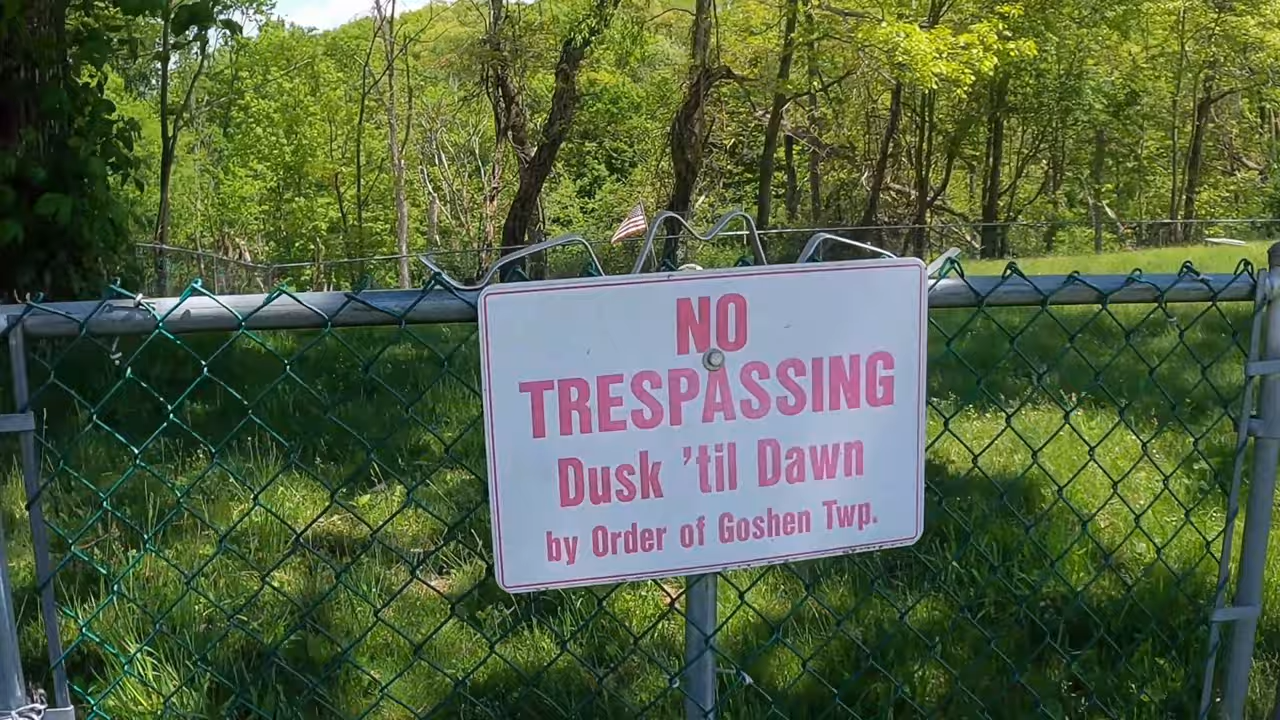 NO
TRESPASSING
Dusk 'til Dawn
by Order of Goshen Twp.